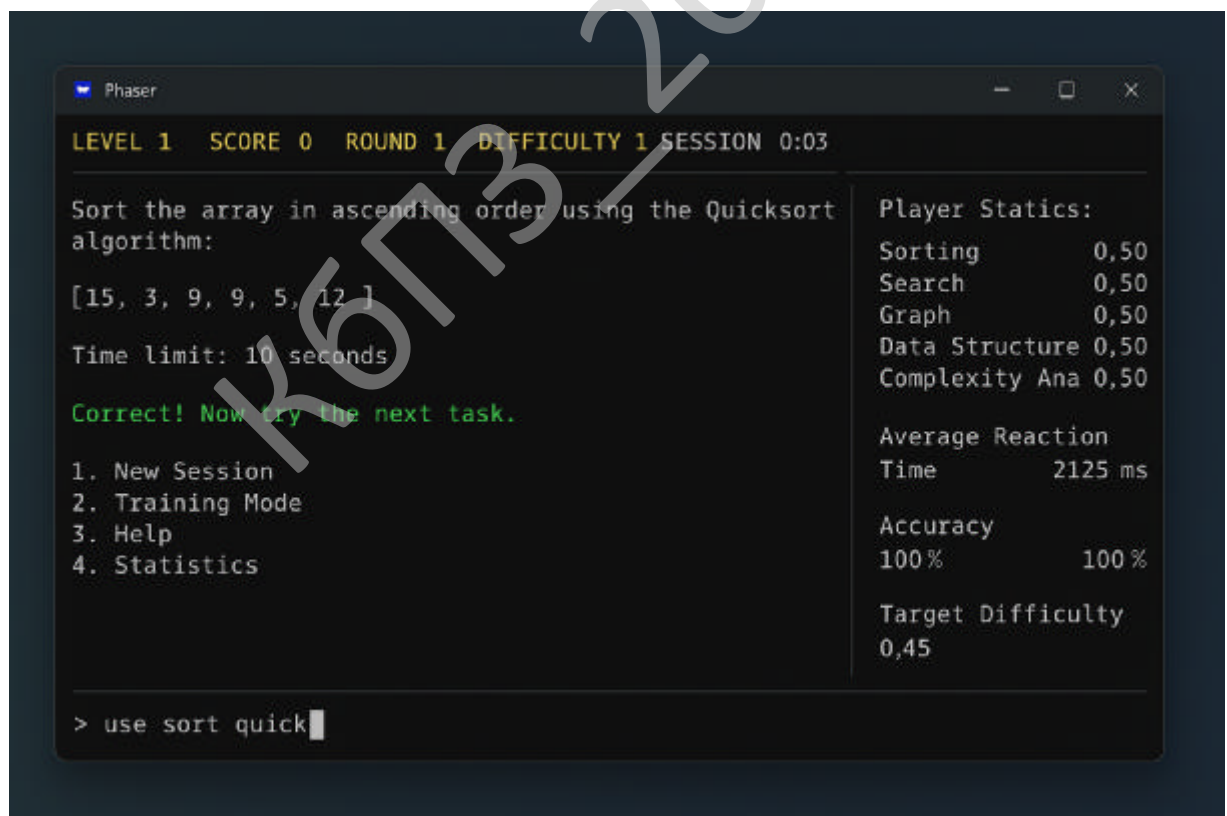 Phaser
LEVEL 1 SCORE 0 ROUND 1 DIFFICULTY 1 SESSION 0:03
Sort the array in ascending order using the Quicksort
algorithm:
[15, 3, 9, 9, 5, 12 ]
Time limit: 10 seconds
Correct! Now try the next task.
1. New Session
2. Training Mode
3. Help
4. Statistics
Player Statics:
Sorting 0,50
Search 0,50
Graph 0,50
Data Structure 0,50
Complexity Ana 0,50
Average Reaction
Time 2125 ms
Accuracy
100% 100%
Target Difficulty
0,45
> use sort quick